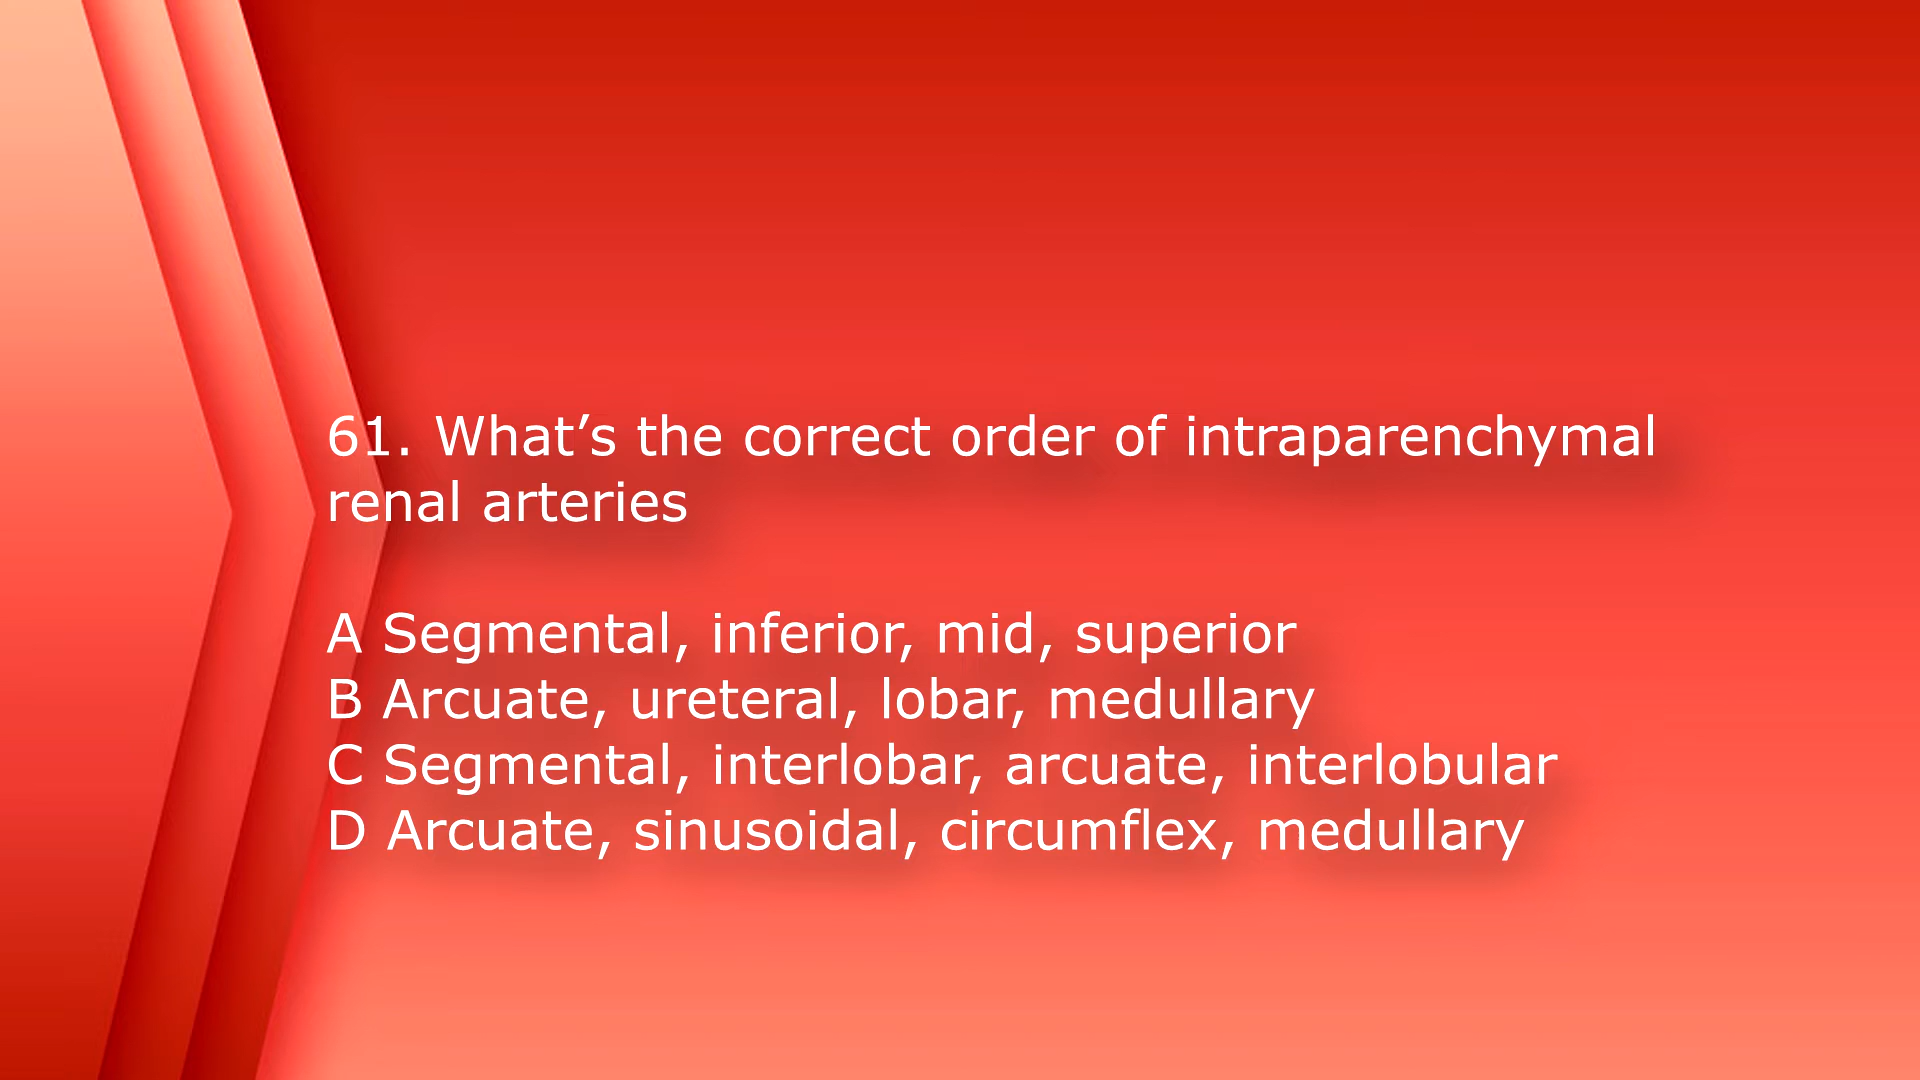 61. What’s the correct order of intraparenchymal
renal arteries
A Segmental, inferior, mid, superior
B Arcuate, ureteral, lobar, medullary
C Segmental, interlobar, arcuate, interlobular
D Arcuate, sinusoidal, circumflex, medullary